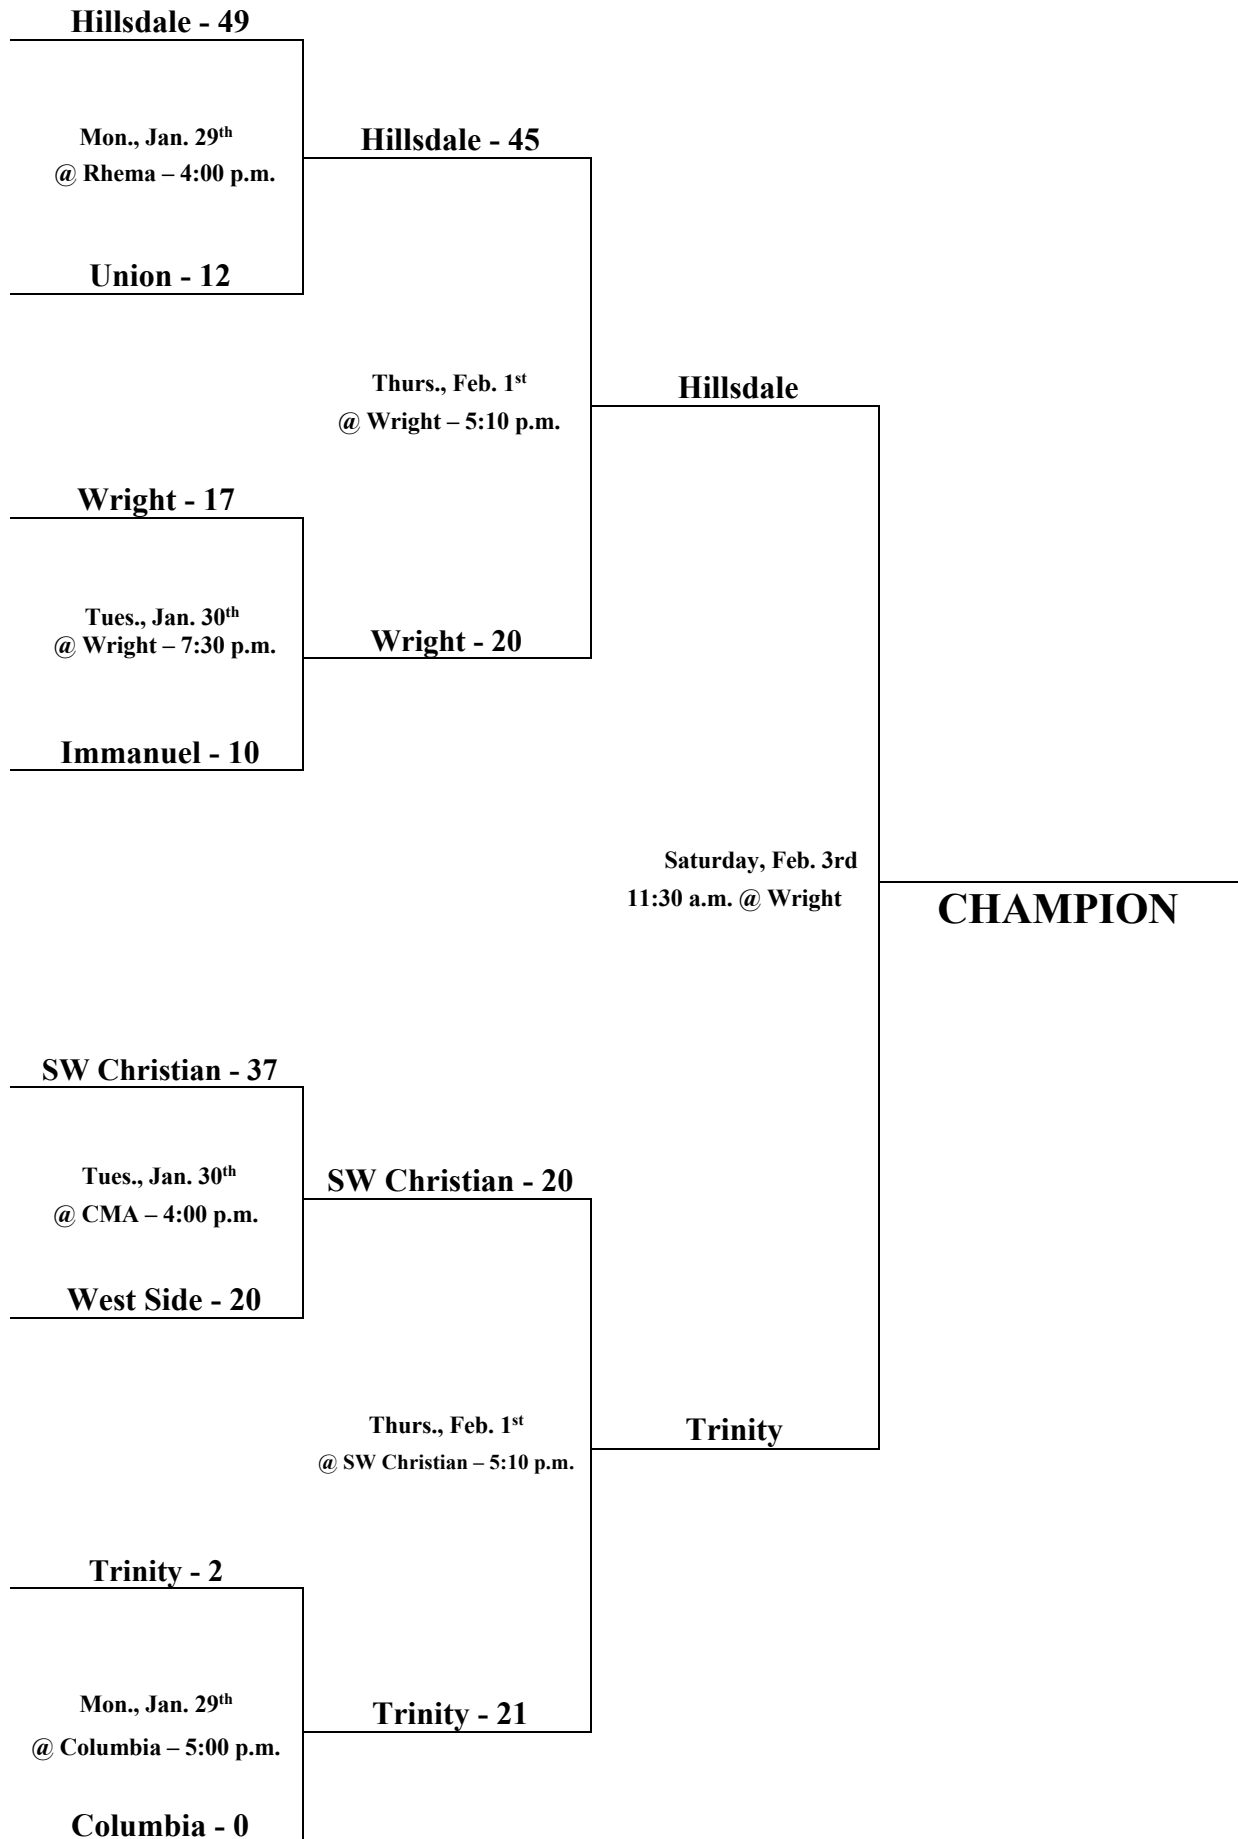 Hillsdale - 49
Mon., Jan. 29th
@ Rhema – 4:00 p.m.
Hillsdale - 45
Union - 12
Thurs., Feb. 1st
@ Wright – 5:10 p.m.
Hillsdale
Wright - 17
Tues., Jan. 30th
@ Wright – 7:30 p.m.
Wright - 20
Immanuel - 10
Saturday, Feb. 3rd
11:30 a.m. @ Wright
CHAMPION
SW Christian - 37
Tues., Jan. 30th
@ CMA – 4:00 p.m.
SW Christian - 20
West Side - 20
Thurs., Feb. 1st
@ SW Christian – 5:10 p.m.
Trinity
Trinity - 2
Mon., Jan. 29th
@ Columbia – 5:00 p.m.
Trinity - 21
Columbia - 0